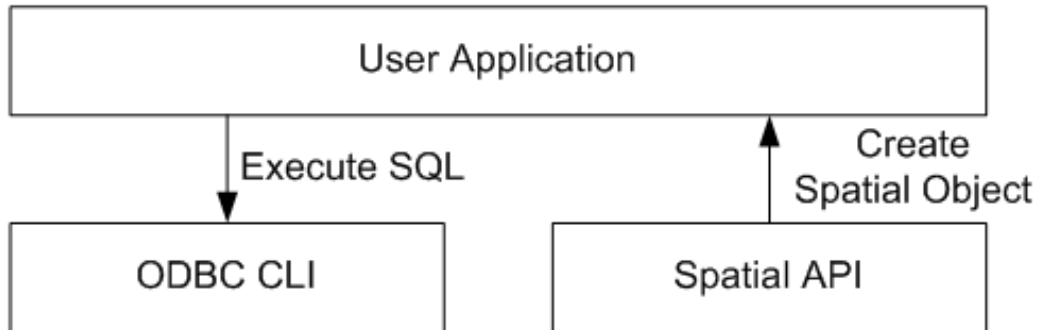 User Application
Execute SQL
Create
Spatial Object
ODBC CLI
Spatial API